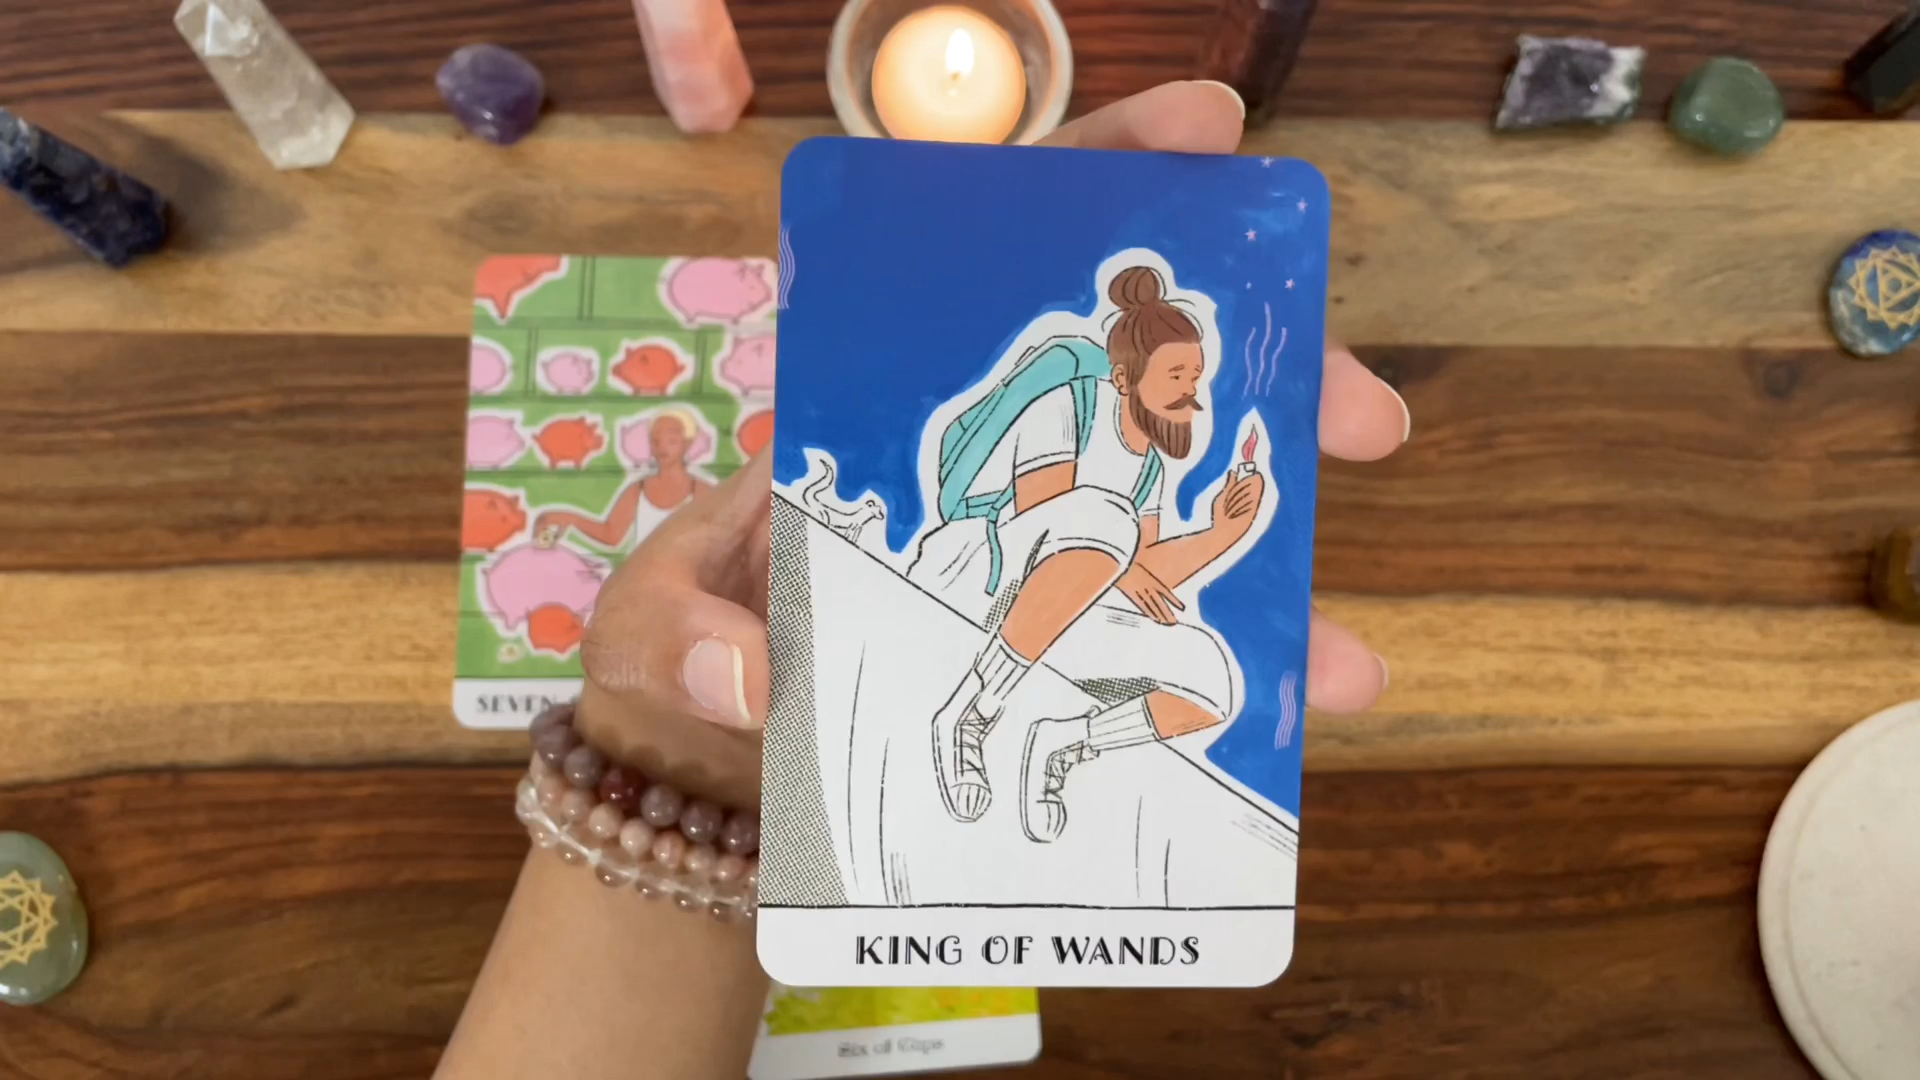 KING OF WANDS
SEVEN
Six of Cups